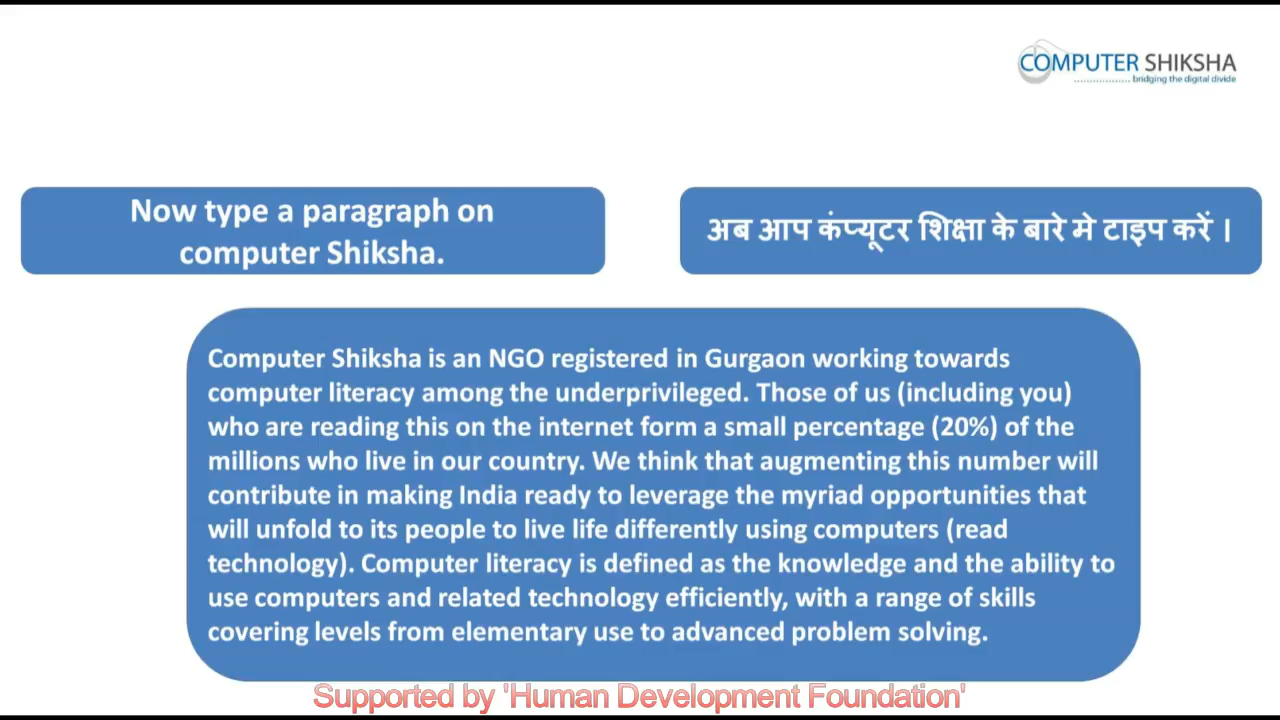 COMPUTER SHIKSHA
.................. bridging the digital divide
Now type a paragraph on
computer Shiksha.
अब आप कंप्यूटर शिक्षा के बारे मे टाइप करें ।
Computer Shiksha is an NGO registered in Gurgaon working towards
computer literacy among the underprivileged. Those of us (including you)
who are reading this on the internet form a small percentage (20%) of the
millions who live in our country. We think that augmenting this number will
contribute in making India ready to leverage the myriad opportunities that
will unfold to its people to live life differently using computers (read
technology). Computer literacy is defined as the knowledge and the ability to
use computers and related technology efficiently, with a range of skills
covering levels from elementary use to advanced problem solving.
Supported by 'Human Development Foundation'